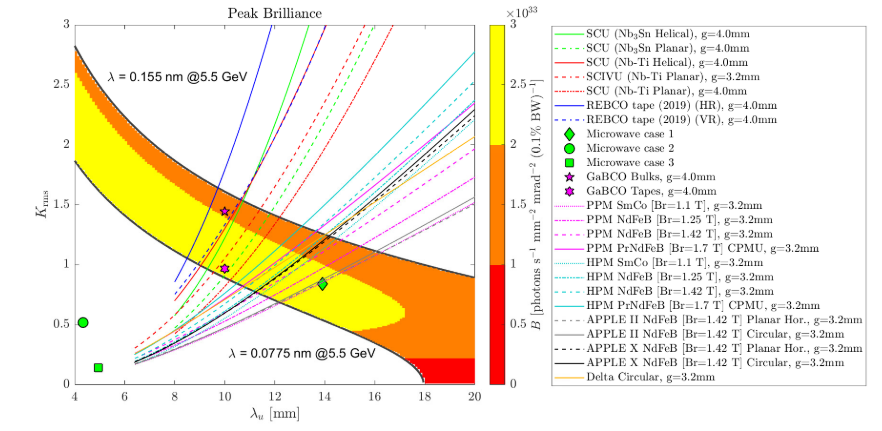 Peak Brilliance
×10³³
3
2.5
2
1.5
1
0.5
0
K_rms
λ = 0.155 nm @5.5 GeV
λ = 0.0775 nm @5.5 GeV
4
6
8
10
12
14
16
18
20
λ_u [mm]
3
2.5
2
1.5
1
0.5
0
B [photons s⁻¹ mm⁻² mrad⁻² (0.1% BW)⁻¹]
SCU (Nb₃Sn Helical), g=4.0mm
SCU (Nb₃Sn Planar), g=4.0mm
SCU (Nb-Ti Helical), g=4.0mm
SCIVU (Nb-Ti Planar), g=3.2mm
SCU (Nb-Ti Planar), g=4.0mm
REBCO tape (2019) (HR), g=4.0mm
REBCO tape (2019) (VR), g=4.0mm
Microwave case 1
Microwave case 2
Microwave case 3
GaBCO Bulks, g=4.0mm
GaBCO Tapes, g=4.0mm
PPM SmCo [Br=1.1 T], g=3.2mm
PPM NdFeB [Br=1.25 T], g=3.2mm
PPM NdFeB [Br=1.42 T], g=3.2mm
PPM PrNdFeB [Br=1.7 T] CPMU, g=3.2mm
HPM SmCo [Br=1.1 T], g=3.2mm
HPM NdFeB [Br=1.25 T], g=3.2mm
HPM NdFeB [Br=1.42 T], g=3.2mm
HPM PrNdFeB [Br=1.7 T] CPMU, g=3.2mm
APPLE II NdFeB [Br=1.42 T] Planar Hor., g=3.2mm
APPLE II NdFeB [Br=1.42 T] Circular, g=3.2mm
APPLE X NdFeB [Br=1.42 T] Planar Hor., g=3.2mm
APPLE X NdFeB [Br=1.42 T] Circular, g=3.2mm
Delta Circular, g=3.2mm